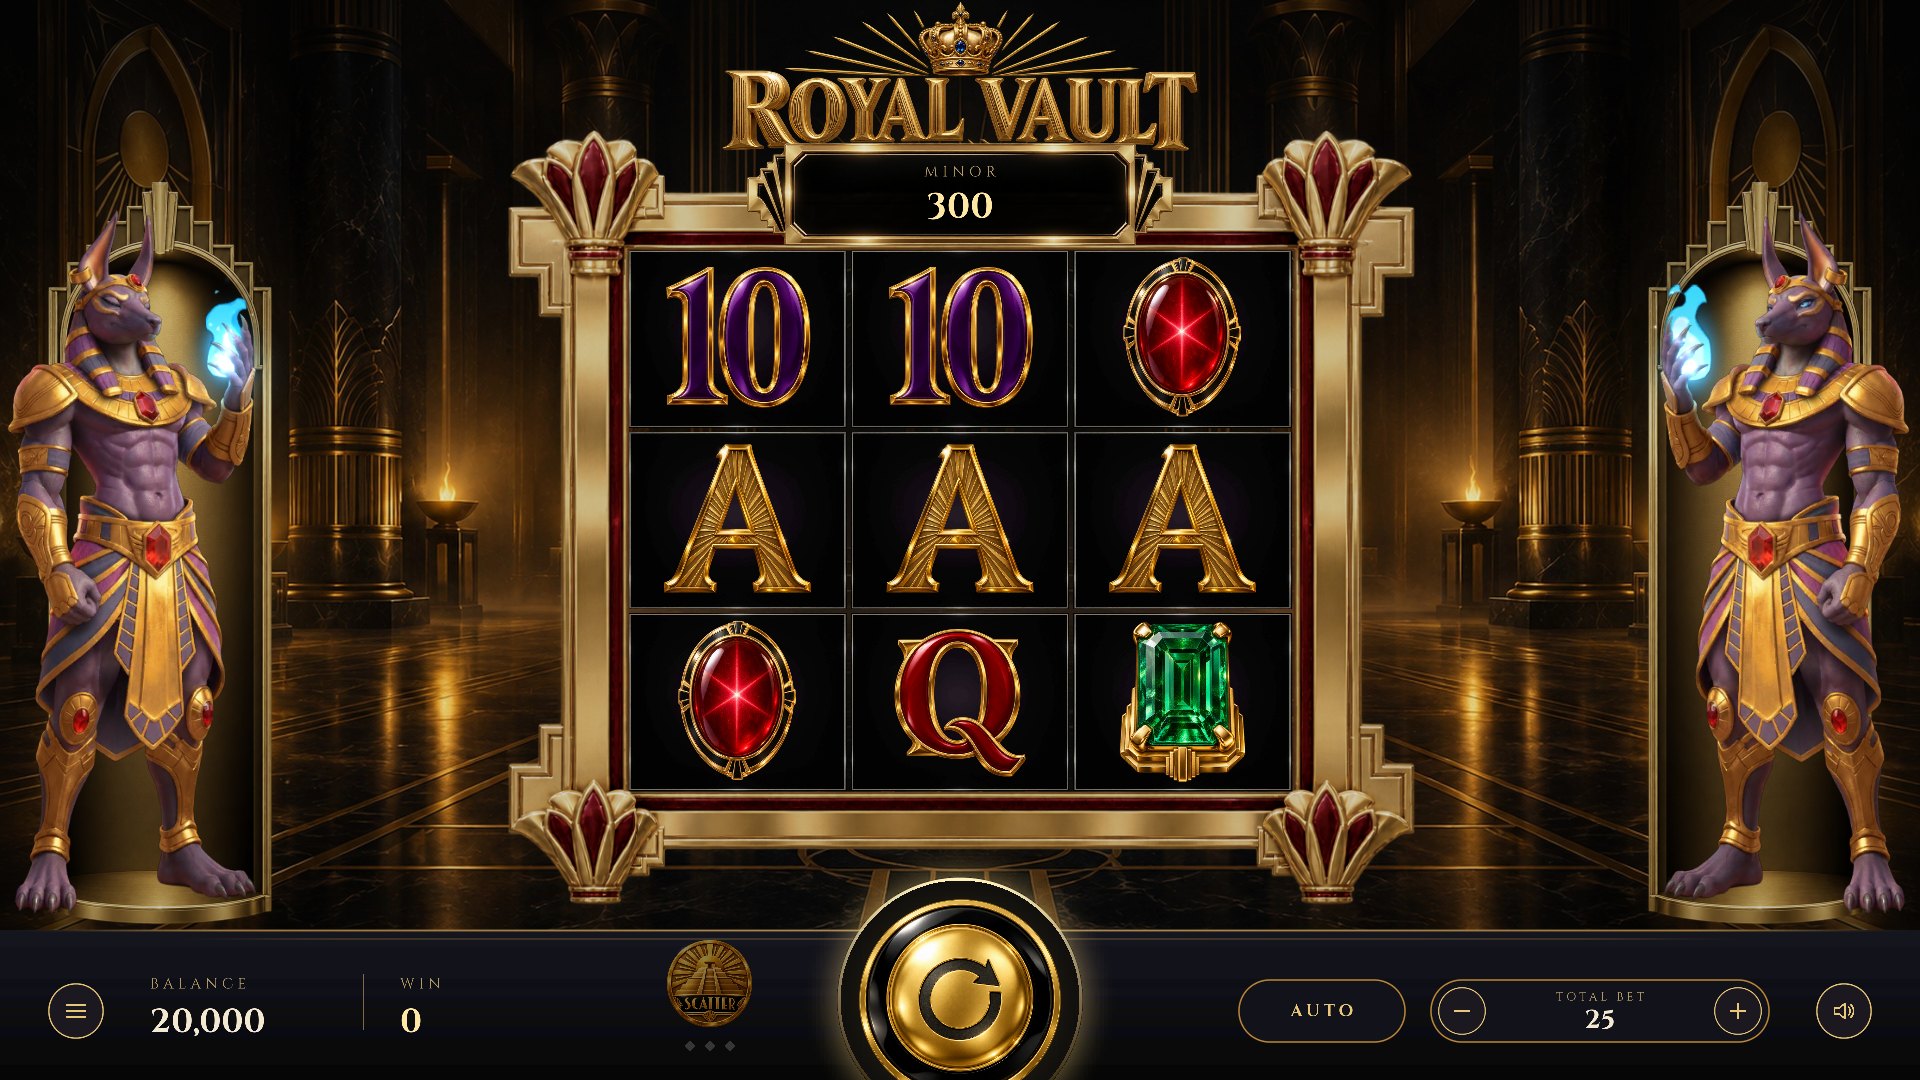 ROYAL VAULT
MINOR
300
10 10
A A A
Q
BALANCE
20,000
WIN
0
SCATTER
AUTO
TOTAL BET
25